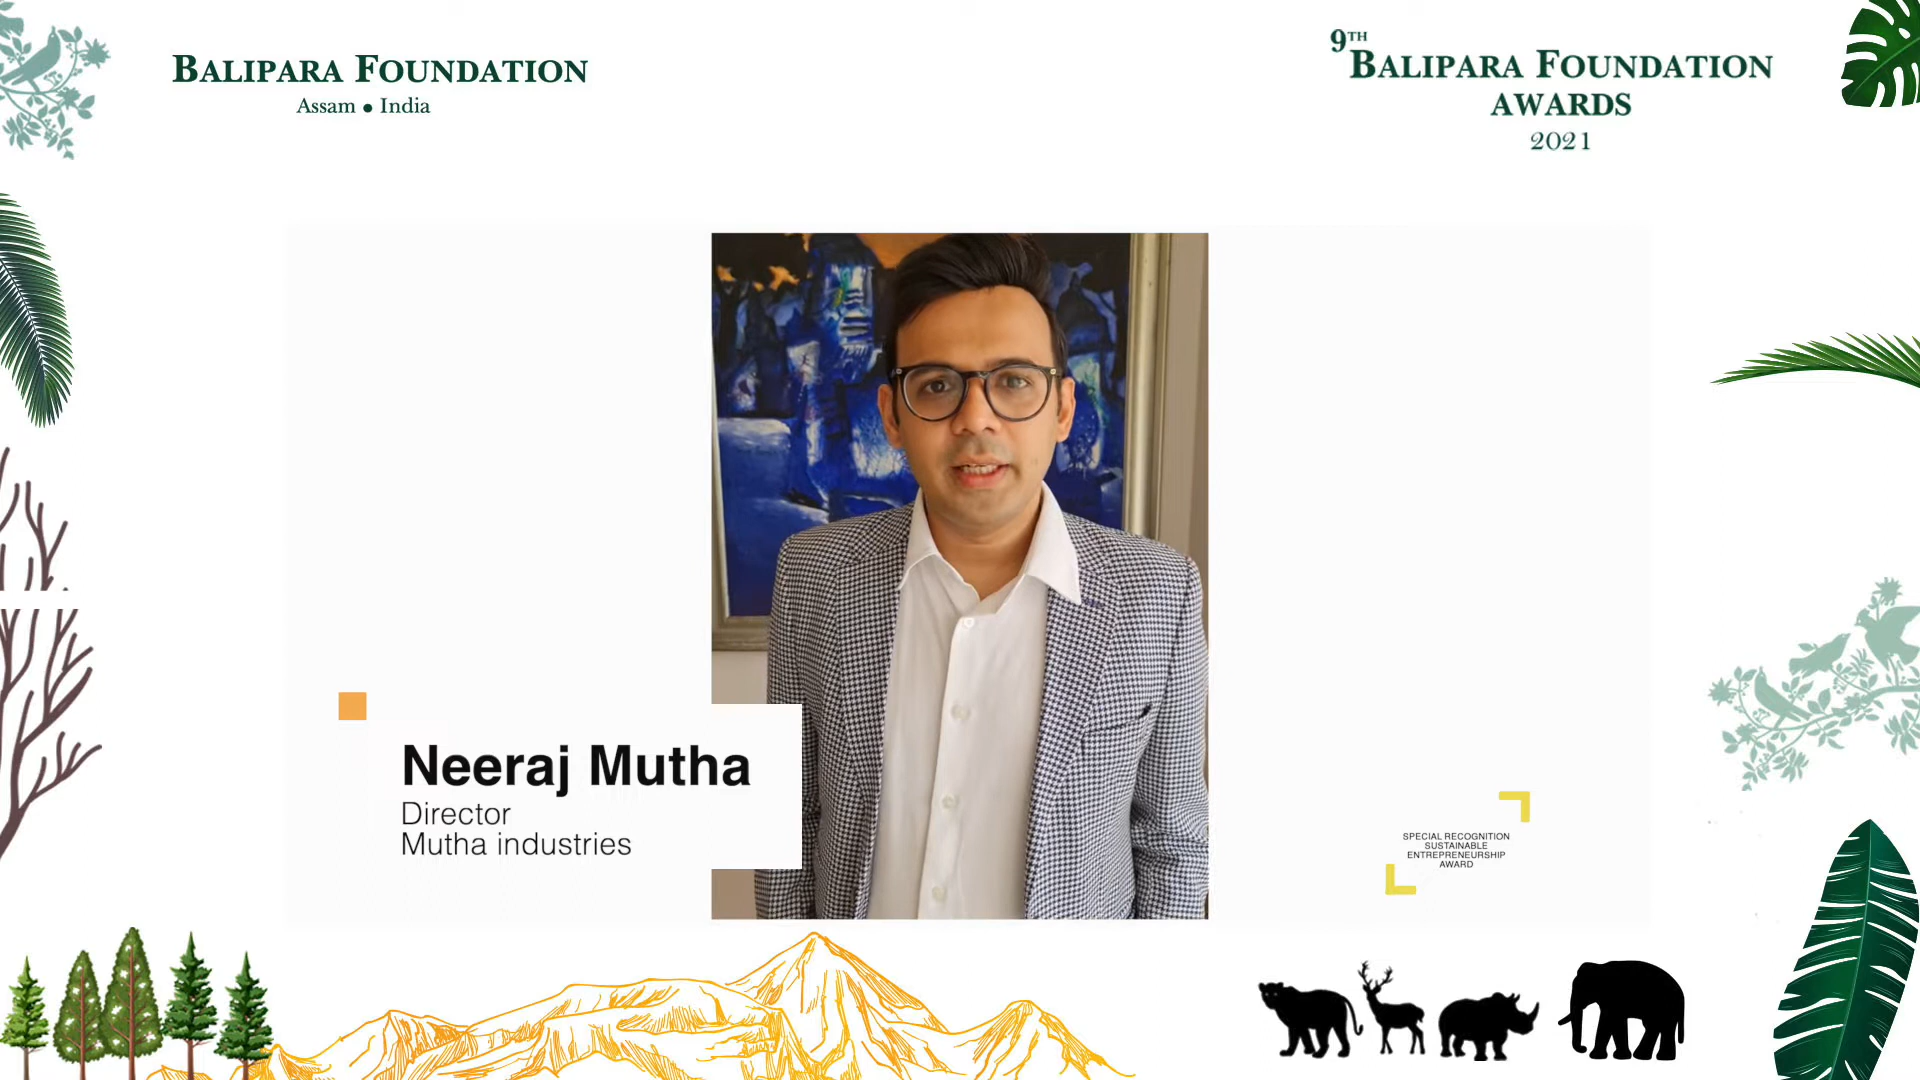 BALIPARA FOUNDATION
Assam ● India
9TH
BALIPARA FOUNDATION
AWARDS
2021
Neeraj Mutha
Director
Mutha industries
SPECIAL RECOGNITION
SUSTAINABLE
ENTREPRENEURSHIP
AWARD